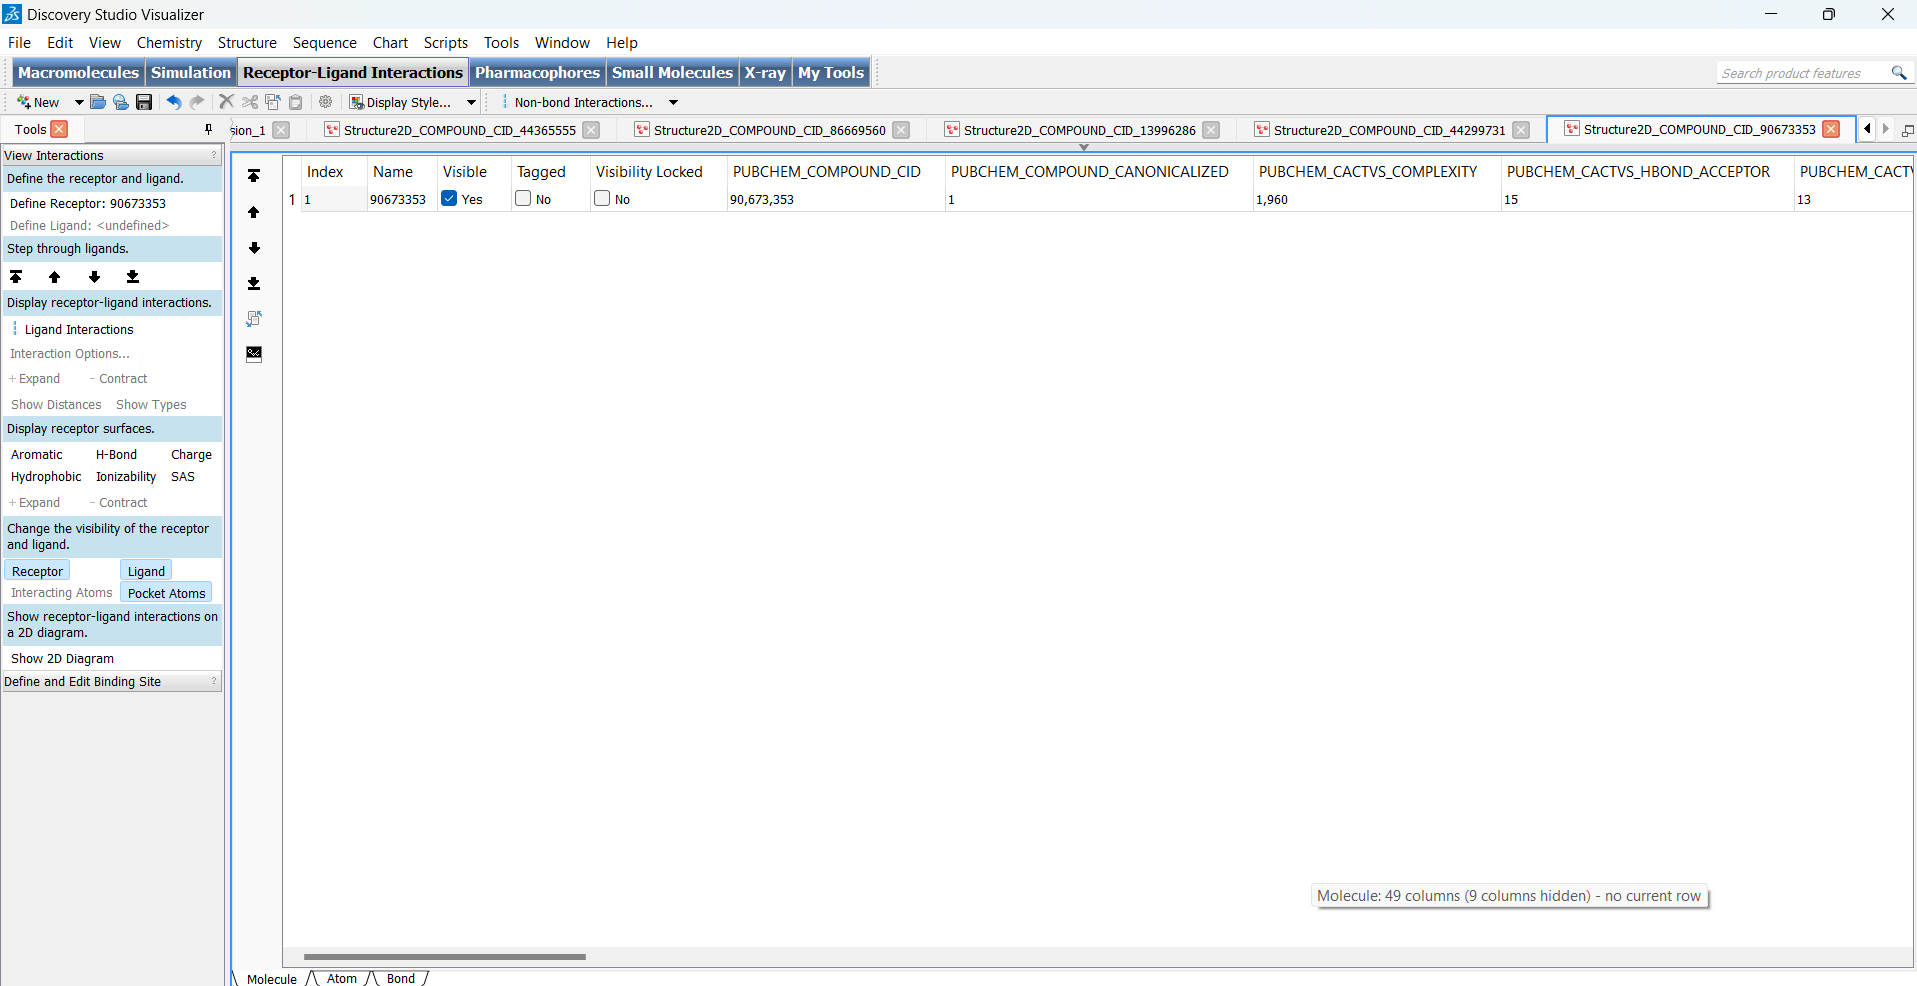 Discovery Studio Visualizer
File Edit View Chemistry Structure Sequence Chart Scripts Tools Window Help
Macromolecules Simulation Receptor-Ligand Interactions Pharmacophores Small Molecules X-ray My Tools
Search product features
New Display Style... Non-bond Interactions...
Tools
sion_1 Structure2D_COMPOUND_CID_44365555 Structure2D_COMPOUND_CID_86669560 Structure2D_COMPOUND_CID_13996286 Structure2D_COMPOUND_CID_44299731 Structure2D_COMPOUND_CID_90673353
View Interactions ?
Define the receptor and ligand.
Define Receptor: 90673353
Define Ligand: <undefined>
Step through ligands.
Display receptor-ligand interactions.
Ligand Interactions
Interaction Options...
+ Expand - Contract
Show Distances Show Types
Display receptor surfaces.
Aromatic H-Bond Charge
Hydrophobic Ionizability SAS
+ Expand - Contract
Change the visibility of the receptor
and ligand.
Receptor Ligand
Interacting Atoms Pocket Atoms
Show receptor-ligand interactions on
a 2D diagram.
Show 2D Diagram
Define and Edit Binding Site ?
Index Name Visible Tagged Visibility Locked PUBCHEM_COMPOUND_CID PUBCHEM_COMPOUND_CANONICALIZED PUBCHEM_CACTVS_COMPLEXITY PUBCHEM_CACTVS_HBOND_ACCEPTOR PUBCHEM_CACTV
1 1 90673353 Yes No No 90,673,353 1 1,960 15 13
Molecule: 49 columns (9 columns hidden) - no current row
Molecule Atom Bond